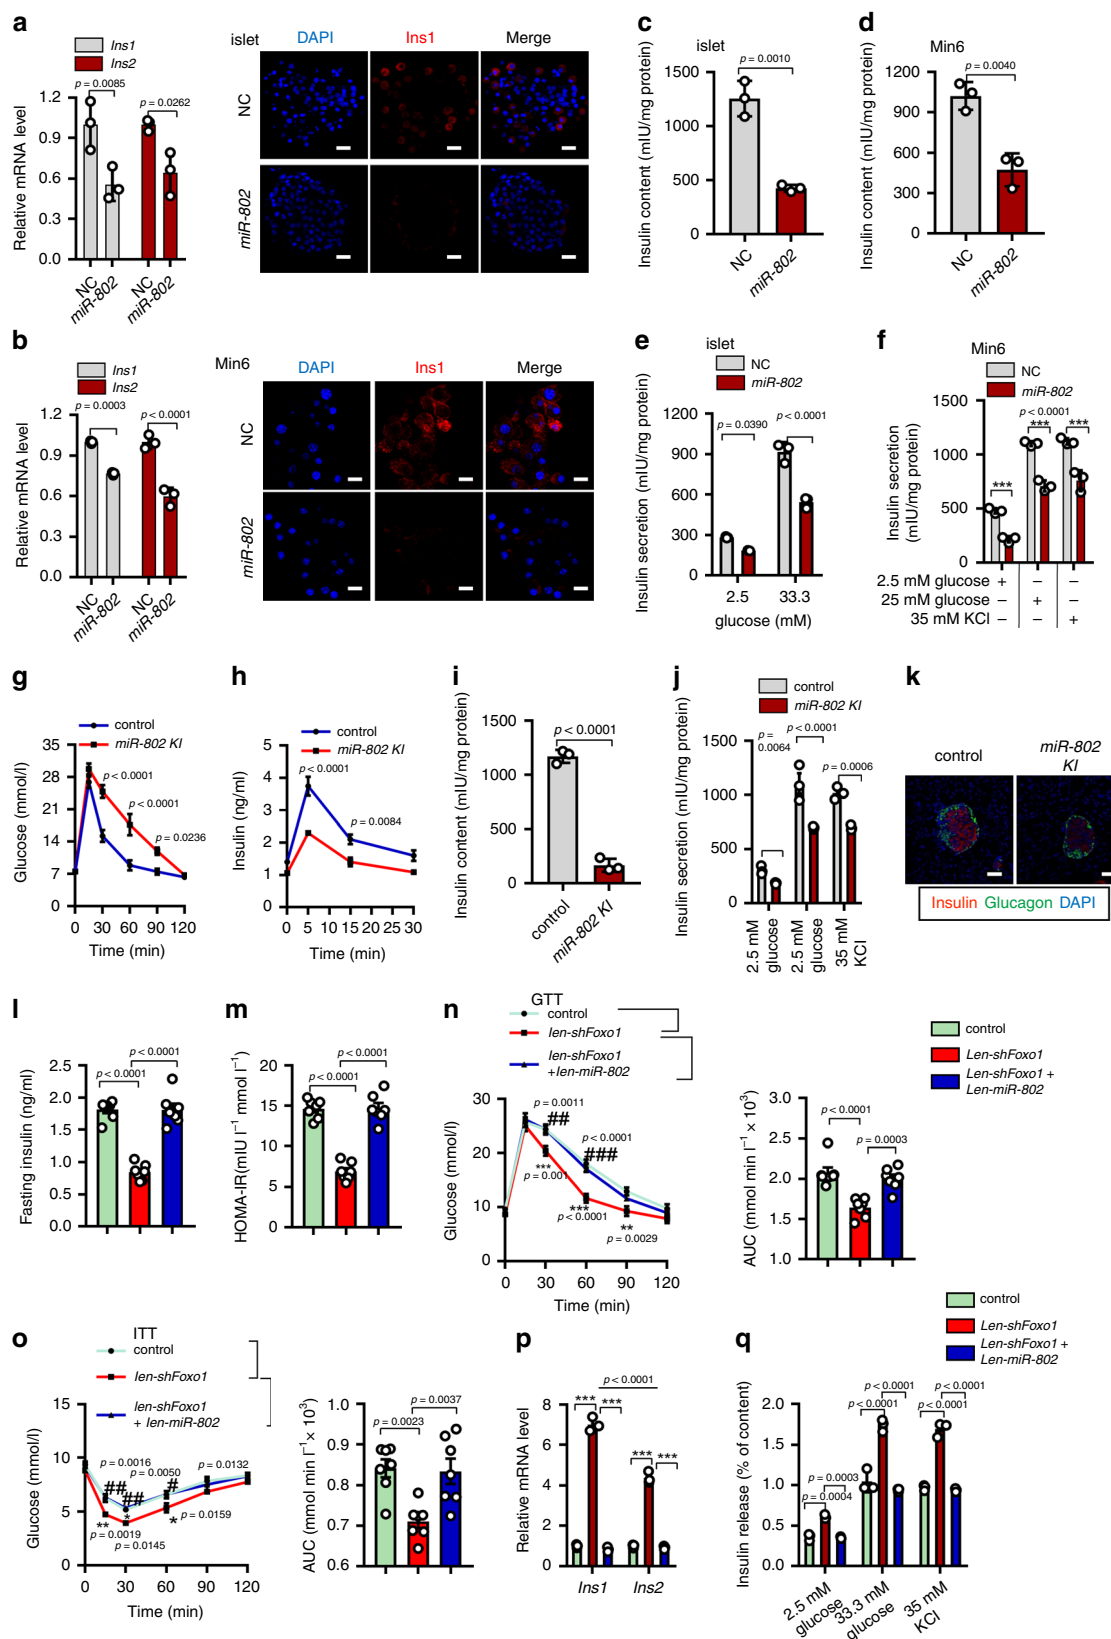 a
Ins1
Ins2
p = 0.0085
p = 0.0262
Relative mRNA level
1.2
0.9
0.6
0.3
0.0
NC
miR-802
NC
miR-802
islet
DAPI
Ins1
Merge
NC
miR-802
c
islet
p = 0.0010
Insulin content (mIU/mg protein)
1500
1000
500
0
NC
miR-802
d
Min6
p = 0.0040
Insulin content (mIU/mg protein)
1200
900
600
300
0
NC
miR-802
b
Ins1
Ins2
p = 0.0003
p < 0.0001
Relative mRNA level
1.2
0.9
0.6
0.3
0.0
NC
miR-802
NC
miR-802
Min6
DAPI
Ins1
Merge
NC
miR-802
e
islet
NC
miR-802
p = 0.0390
p < 0.0001
Insulin secretion (mIU/mg protein)
1200
900
600
300
0
2.5
33.3
glucose (mM)
f
Min6
NC
miR-802
p < 0.0001
***
***
***
Insulin secretion
(mIU/mg protein)
1500
1000
500
0
2.5 mM glucose + – –
25 mM glucose – + –
35 mM KCl – – +
g
control
miR-802 KI
p < 0.0001
p < 0.0001
p = 0.0236
Glucose (mmol/l)
35
28
21
14
7
0
0 30 60 90 120
Time (min)
h
control
miR-802 KI
p < 0.0001
p = 0.0084
Insulin (ng/ml)
5
4
3
2
1
0
0 5 10 15 20 25 30
Time (min)
i
p < 0.0001
Insulin content (mIU/mg protein)
1500
1000
500
0
control
miR-802 KI
j
control
miR-802 KI
p =
0.0064
p < 0.0001
p = 0.0006
Insulin secretion (mIU/mg protein)
1500
1000
500
0
2.5 mM
glucose
2.5 mM
glucose
35 mM
KCl
k
control
miR-802
KI
Insulin Glucagon DAPI
l
p < 0.0001
p < 0.0001
Fasting insulin (ng/ml)
2.5
2.0
1.5
1.0
0.5
0.0
m
p < 0.0001
p < 0.0001
HOMA-IR(mIU l⁻¹ mmol l⁻¹)
20
15
10
5
0
n
GTT
control
len-shFoxo1
len-shFoxo1
+len-miR-802
p = 0.0011
##
p < 0.0001
###
***
p = 0.001
***
p < 0.0001
**
p = 0.0029
Glucose (mmol/l)
30
20
10
0
0 30 60 90 120
Time (min)
control
Len-shFoxo1
Len-shFoxo1 +
Len-miR-802
p < 0.0001
p = 0.0003
AUC (mmol min l⁻¹ × 10³)
3.0
2.5
2.0
1.5
1.0
o
ITT
control
len-shFoxo1
len-shFoxo1
+ len-miR-802
p = 0.0016
p = 0.0132
p = 0.0050
##
##
#
**
*
*
p = 0.0159
p = 0.0019
p = 0.0145
Glucose (mmol/l)
15
10
5
0
0 30 60 90 120
Time (min)
p = 0.0037
p = 0.0023
AUC (mmol min l⁻¹ × 10³)
1.0
0.9
0.8
0.7
0.6
p
p < 0.0001
***
***
***
***
Relative mRNA level
8
6
4
2
0
Ins1
Ins2
q
control
Len-shFoxo1
Len-shFoxo1 +
Len-miR-802
p < 0.0001
p < 0.0001
p < 0.0001
p < 0.0001
p = 0.0003
p = 0.0004
Insulin release (% of content)
2.0
1.5
1.0
0.5
0.0
2.5 mM
glucose
33.3 mM
glucose
35 mM
KCl